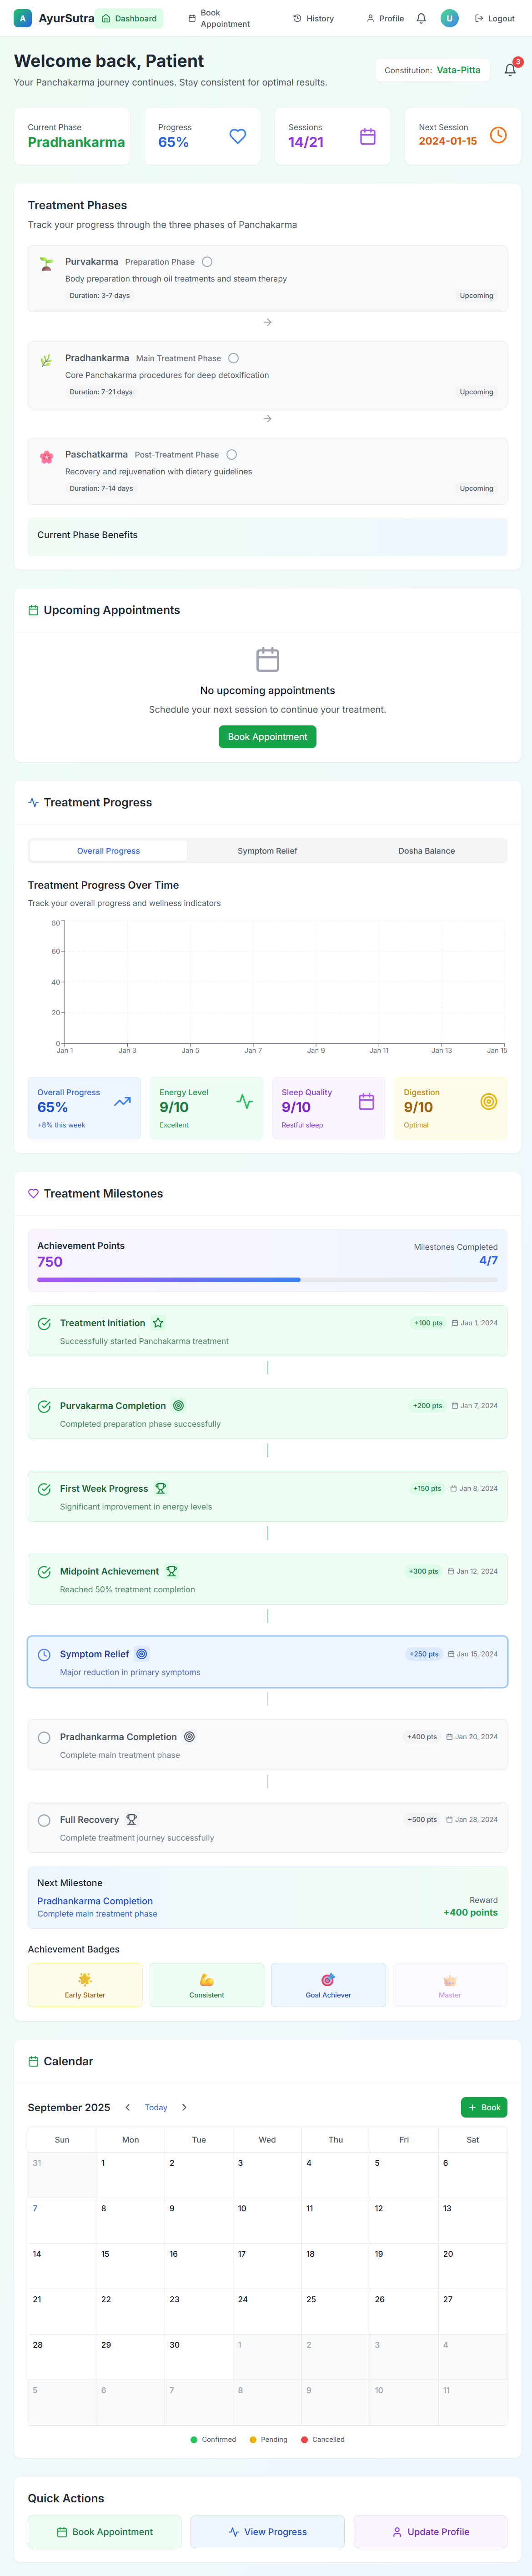 A AyurSutra Dashboard Book Appointment History Profile U Logout
Welcome back, Patient
Your Panchakarma journey continues. Stay consistent for optimal results.
Constitution: Vata-Pitta 3
Current Phase
Pradhankarma
Progress
65%
Sessions
14/21
Next Session
2024-01-15
Treatment Phases
Track your progress through the three phases of Panchakarma
Purvakarma Preparation Phase
Body preparation through oil treatments and steam therapy
Duration: 3-7 days Upcoming
Pradhankarma Main Treatment Phase
Core Panchakarma procedures for deep detoxification
Duration: 7-21 days Upcoming
Paschatkarma Post-Treatment Phase
Recovery and rejuvenation with dietary guidelines
Duration: 7-14 days Upcoming
Current Phase Benefits
Upcoming Appointments
No upcoming appointments
Schedule your next session to continue your treatment.
Book Appointment
Treatment Progress
Overall Progress Symptom Relief Dosha Balance
Treatment Progress Over Time
Track your overall progress and wellness indicators
80
60
40
20
0
Jan 1 Jan 3 Jan 5 Jan 7 Jan 9 Jan 11 Jan 13 Jan 15
Overall Progress
65%
+8% this week
Energy Level
9/10
Excellent
Sleep Quality
9/10
Restful sleep
Digestion
9/10
Optimal
Treatment Milestones
Achievement Points Milestones Completed
750 4/7
Treatment Initiation +100 pts Jan 1, 2024
Successfully started Panchakarma treatment
Purvakarma Completion +200 pts Jan 7, 2024
Completed preparation phase successfully
First Week Progress +150 pts Jan 8, 2024
Significant improvement in energy levels
Midpoint Achievement +300 pts Jan 12, 2024
Reached 50% treatment completion
Symptom Relief +250 pts Jan 15, 2024
Major reduction in primary symptoms
Pradhankarma Completion +400 pts Jan 20, 2024
Complete main treatment phase
Full Recovery +500 pts Jan 28, 2024
Complete treatment journey successfully
Next Milestone
Pradhankarma Completion Reward
Complete main treatment phase +400 points
Achievement Badges
Early Starter Consistent Goal Achiever Master
Calendar
September 2025 Today + Book
Sun Mon Tue Wed Thu Fri Sat
31 1 2 3 4 5 6
7 8 9 10 11 12 13
14 15 16 17 18 19 20
21 22 23 24 25 26 27
28 29 30 1 2 3 4
5 6 7 8 9 10 11
Confirmed Pending Cancelled
Quick Actions
Book Appointment View Progress Update Profile